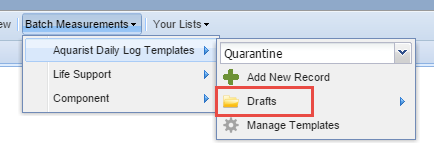 ew Batch Measurements Your Lists
Aquarist Daily Log Templates
Quarantine
Life Support
Add New Record
Component
Drafts
Manage Templates